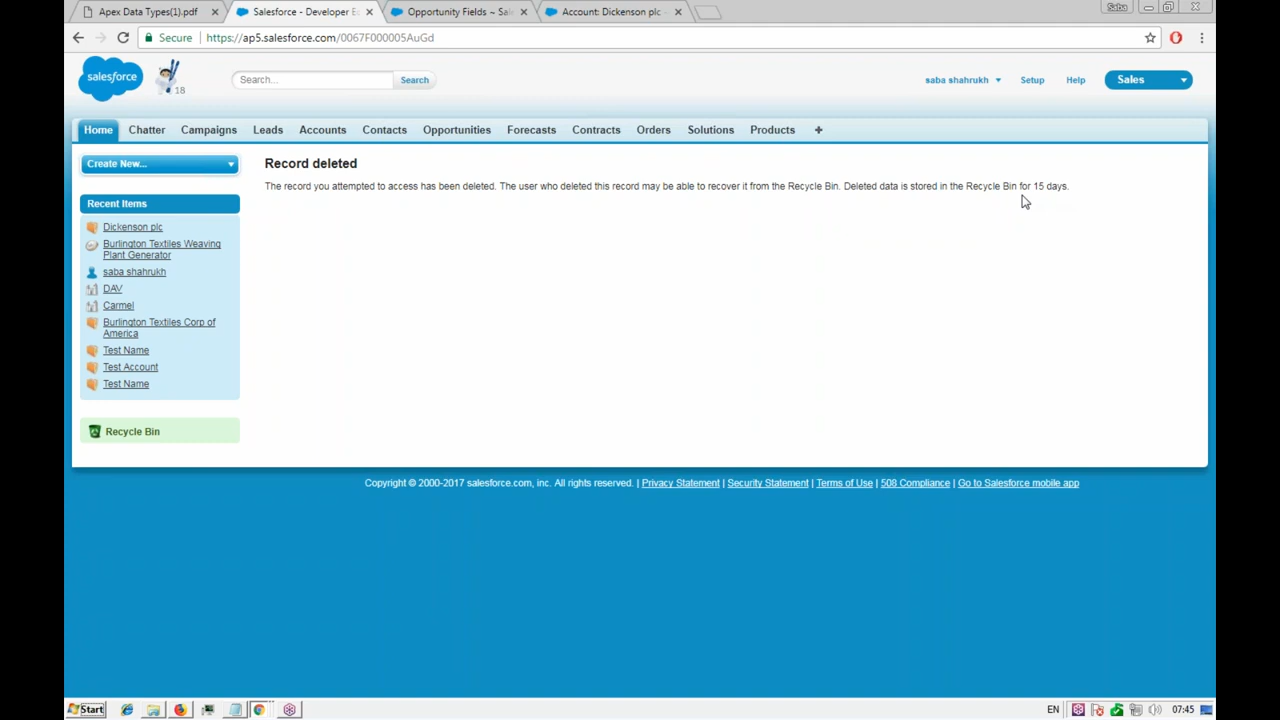 Apex Data Types(1).pdf
Salesforce - Developer E
Opportunity Fields ~ Sale
Account: Dickenson plc
Saba
Secure
https://ap5.salesforce.com/0067F000005AuGd
salesforce
18
Search...
Search
saba shahrukh
Setup
Help
Sales
Home
Chatter
Campaigns
Leads
Accounts
Contacts
Opportunities
Forecasts
Contracts
Orders
Solutions
Products
+
Create New...
Recent Items
Dickenson plc
Burlington Textiles Weaving
Plant Generator
saba shahrukh
DAV
Carmel
Burlington Textiles Corp of
America
Test Name
Test Account
Test Name
Recycle Bin
Record deleted
The record you attempted to access has been deleted. The user who deleted this record may be able to recover it from the Recycle Bin. Deleted data is stored in the Recycle Bin for 15 days.
Copyright © 2000-2017 salesforce.com, inc. All rights reserved. | Privacy Statement | Security Statement | Terms of Use | 508 Compliance | Go to Salesforce mobile app
Start
EN
07:45